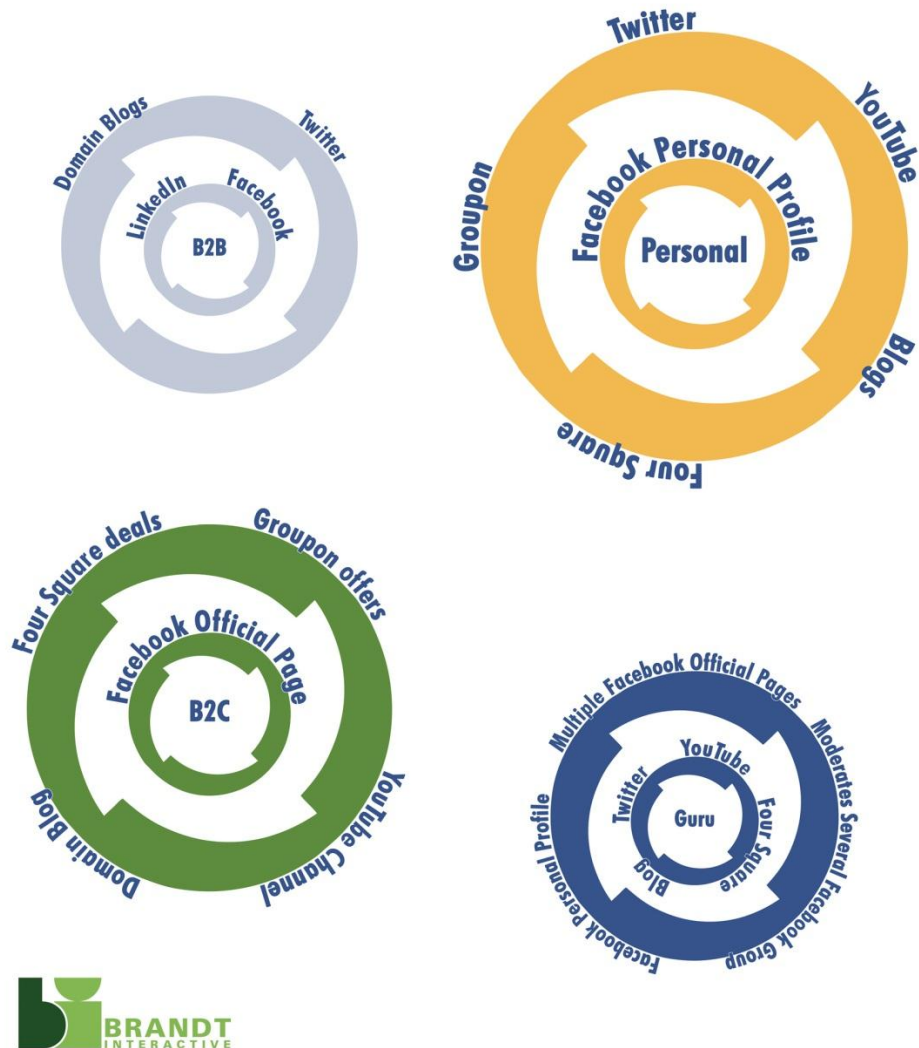 Domain Blogs
Twitter
LinkedIn
Facebook
B2B
Twitter
YouTube
Groupon
Blogs
Four Square
Facebook Personal Profile
Personal
Four Square deals
Groupon offers
Domain Blog
YouTube Channel
Facebook Official Page
B2C
Multiple Facebook Official Pages
Moderates Several Facebook Group
Facebook Personal Profile
Twitter
YouTube
Four Square
Blog
Guru
bi
BRANDT
INTERACTIVE